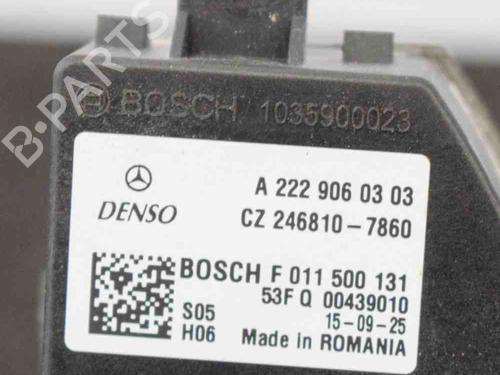 B-PARTS
BOSCH 1035900023
A 222 906 03 03
DENSO
CZ 246810-7860
BOSCH F 011 500 131
53F Q 00439010
S05
15-09-25
H06
Made in ROMANIA